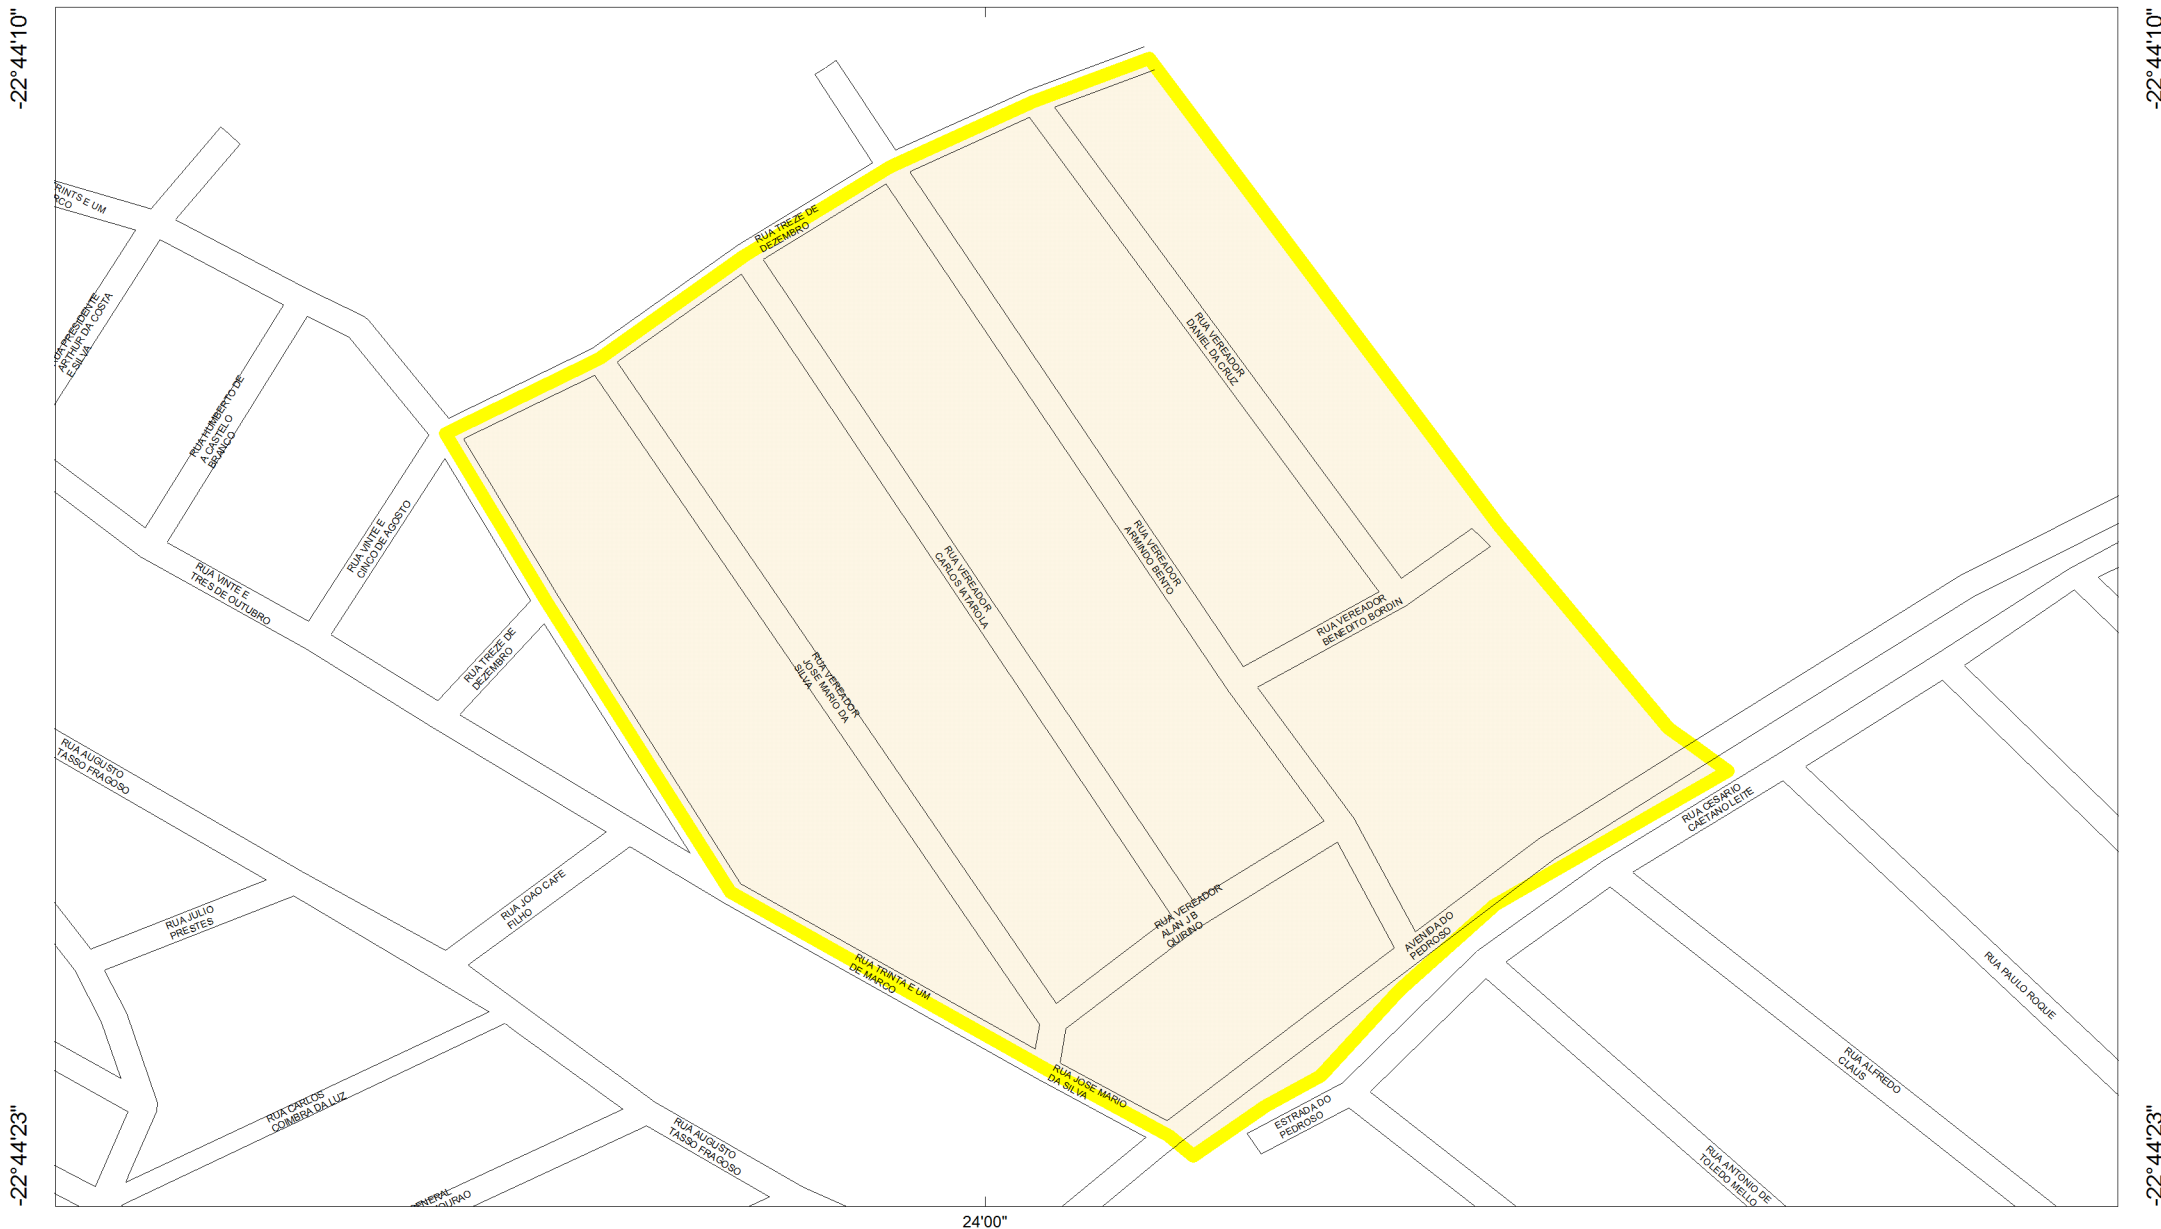 -22°44'10"
-22°44'10"
RINTS E UM
RCO
RUA TREZE DE
DEZEMBRO
UA PRESIDENTE
ARTHUR DA COSTA
E SILVA
RUA HUMBERTO DE
A CASTELO
BRANCO
RUA VEREADOR
DANIEL DA CRUZ
RUA VINTE E
CINCO DE AGOSTO
RUA VINTE E
TRES DE OUTUBRO
RUA TREZE DE
DEZEMBRO
RUA VEREADOR
CARLOS IATAROLA
RUA VEREADOR
ARMINDO BENTO
RUA VEREADOR
BENEDITO BORDIN
RUA VEREADOR
JOSE MARIO DA
SILVA
RUA AUGUSTO
TASSO FRAGOSO
RUA CESARIO
CAETANO LEITE
RUA JOAO CAFE
FILHO
RUA JULIO
PRESTES
RUA VEREADOR
ALAN J B
QUIRINO
AVENIDA DO
PEDROSO
RUA TRINTA E UM
DE MARCO
RUA PAULO ROQUE
RUA JOSE MARIO
DA SILVA
RUA ALFREDO
CLAUS
RUA CARLOS
COIMBRA DA LUZ
ESTRADA DO
PEDROSO
RUA AUGUSTO
TASSO FRAGOSO
RUA ANTONIO DE
TOLEDO MELLO
ENERAL
OURAO
-22°44'23"
-22°44'23"
24'00"